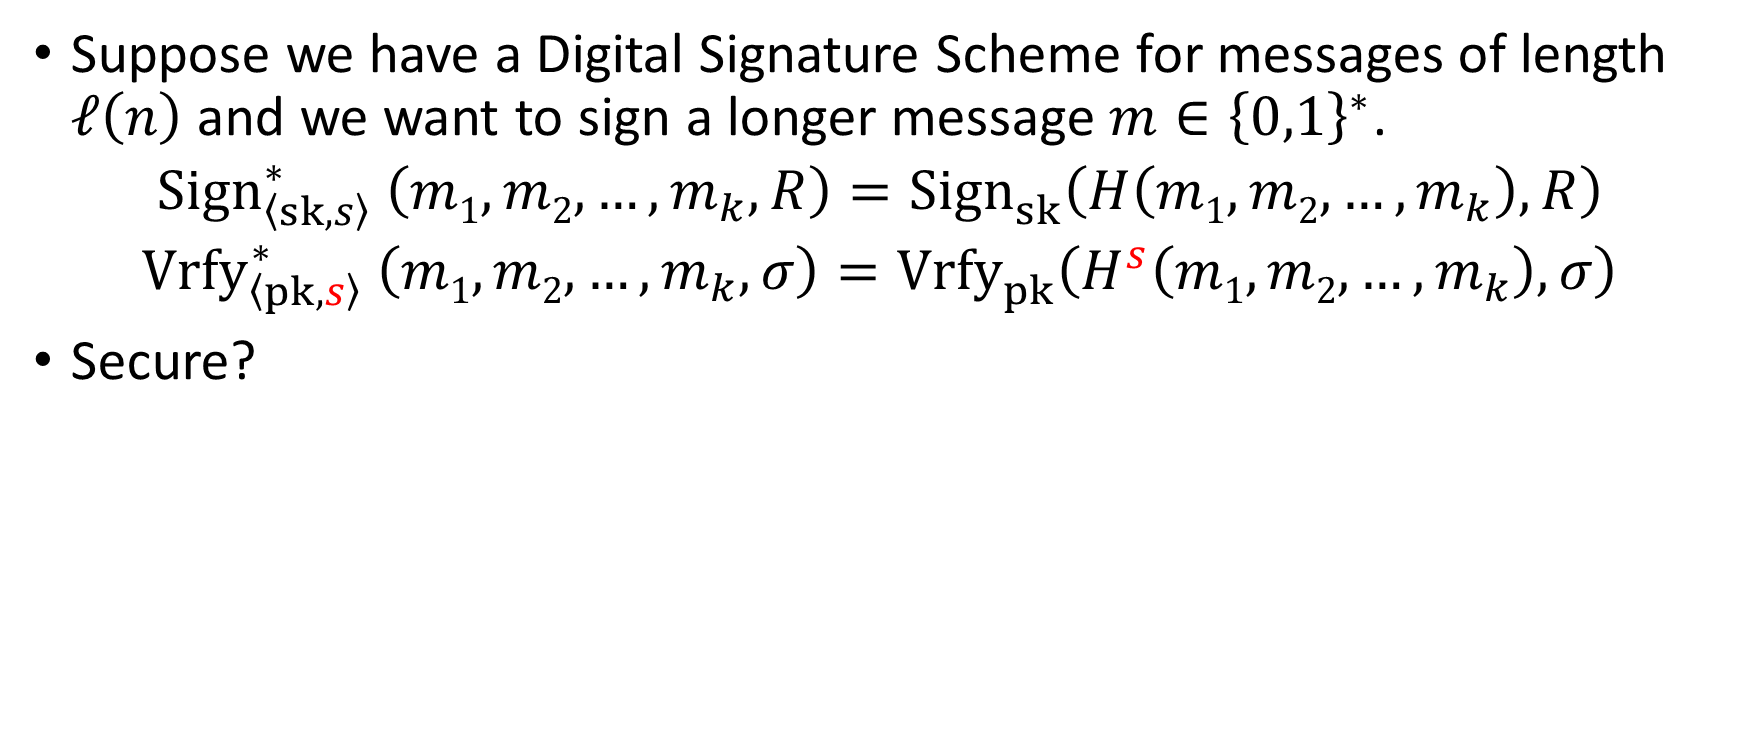 • Suppose we have a Digital Signature Scheme for messages of length
ℓ(n) and we want to sign a longer message m ∈ {0,1}*.
Sign*⟨sk,s⟩ (m₁, m₂, … , mₖ, R) = Signsk(H(m₁, m₂, … , mₖ), R)
Vrfy*⟨pk,s⟩ (m₁, m₂, … , mₖ, σ) = Vrfypk(Hˢ(m₁, m₂, … , mₖ), σ)
• Secure?